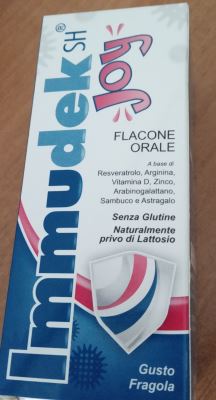 Immudek SH
Joy
FLACONE
ORALE
A base di
Resveratrolo, Arginina,
Vitamina D, Zinco,
Arabinogalattano,
Sambuco e Astragalo
Senza Glutine
Naturalmente
privo di Lattosio
Gusto
Fragola